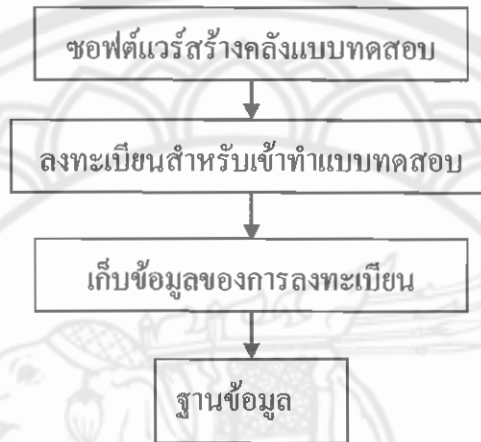 ซอฟต์แวร์สร้างคลังแบบทดสอบ
ลงทะเบียนสำหรับเข้าทำแบบทดสอบ
เก็บข้อมูลของการลงทะเบียน
ฐานข้อมูล